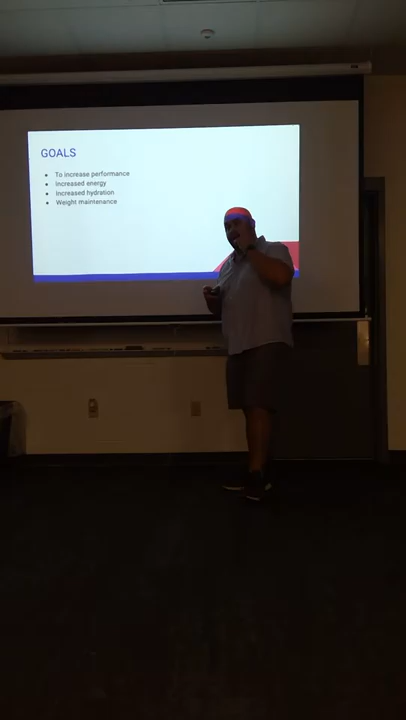 GOALS
To increase performance
Increased energy
Increased hydration
Weight maintenance